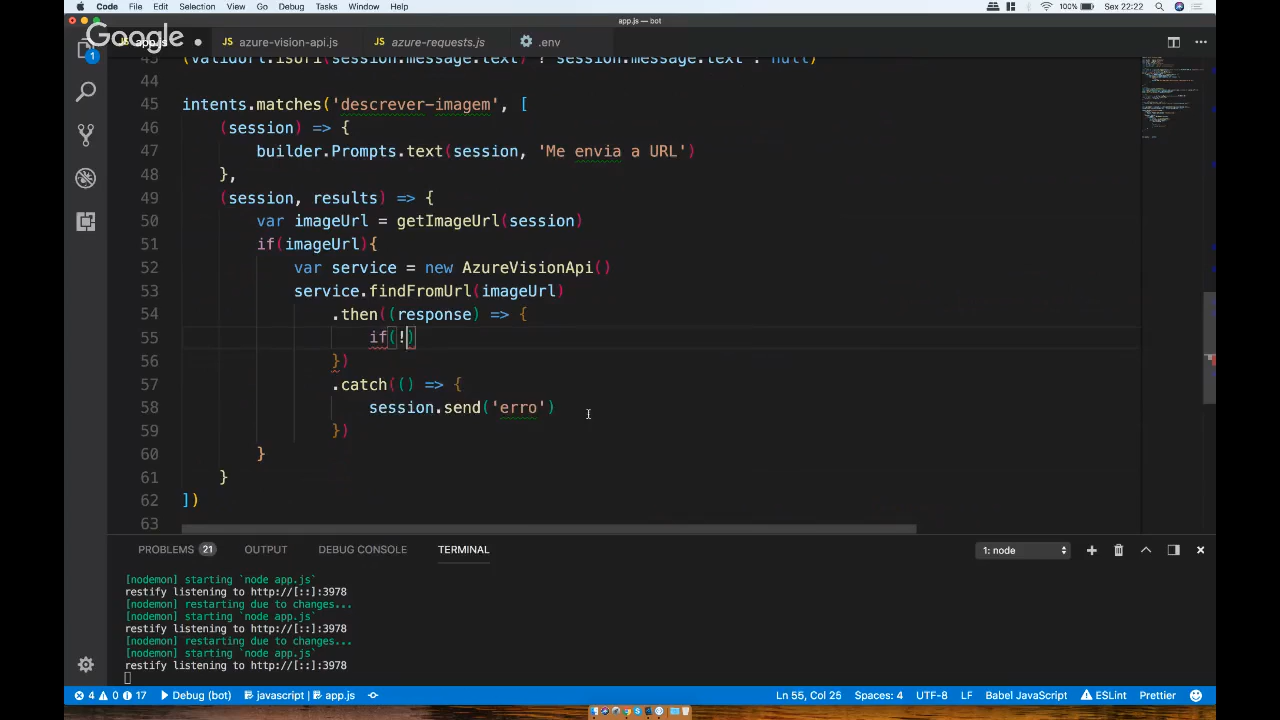 Code File Edit Selection View Go Debug Tasks Window Help 100% Sex 22:22
app.js — bot
Google
app.js azure-vision-api.js azure-requests.js .env
1
43 (validUrl.isUri(session.message.text) ? session.message.text : null)
44
45 intents.matches('descrever-imagem', [
46 (session) => {
47 builder.Prompts.text(session, 'Me envia a URL')
48 },
49 (session, results) => {
50 var imageUrl = getImageUrl(session)
51 if(imageUrl){
52 var service = new AzureVisionApi()
53 service.findFromUrl(imageUrl)
54 .then((response) => {
55 if(!)
56 })
57 .catch(() => {
58 session.send('erro')
59 })
60 }
61 }
62 ])
63
PROBLEMS 21 OUTPUT DEBUG CONSOLE TERMINAL 1: node
[nodemon] starting `node app.js`
restify listening to http://[::]:3978
[nodemon] restarting due to changes...
[nodemon] starting `node app.js`
restify listening to http://[::]:3978
[nodemon] restarting due to changes...
[nodemon] starting `node app.js`
restify listening to http://[::]:3978
4 0 17 Debug (bot) javascript | app.js Ln 55, Col 25 Spaces: 4 UTF-8 LF Babel JavaScript ESLint Prettier